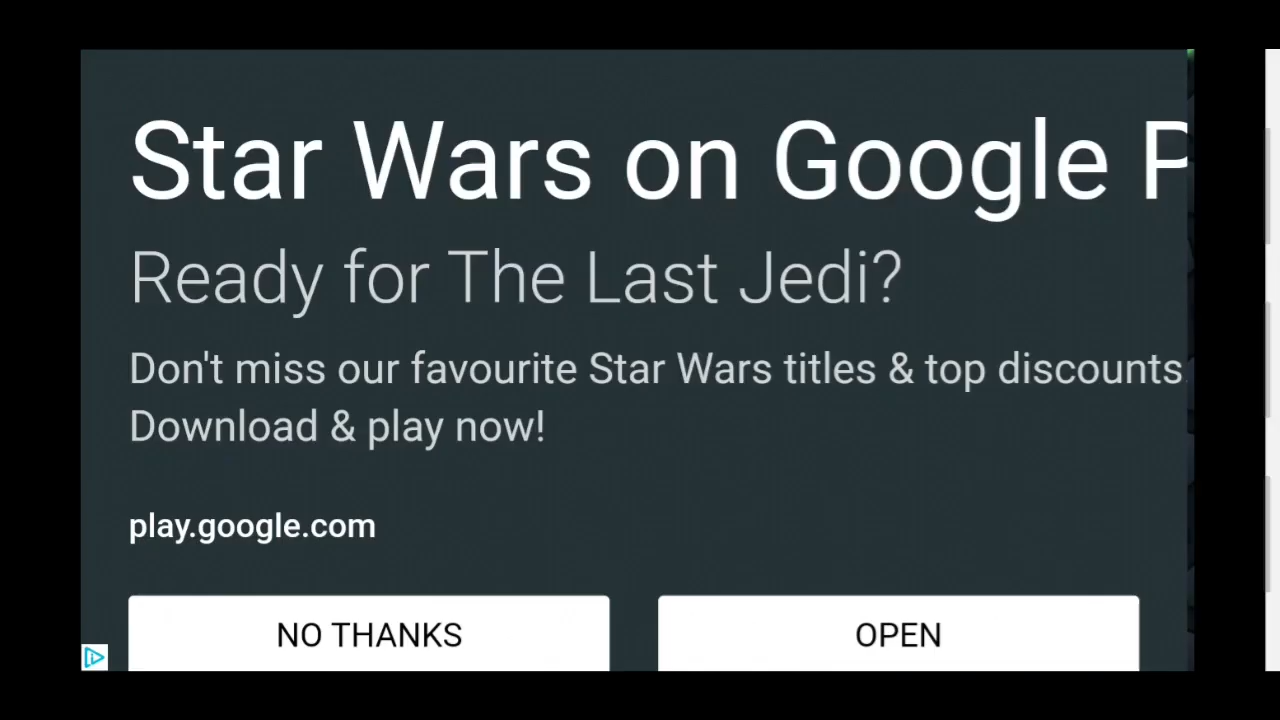 Star Wars on Google P
Ready for The Last Jedi?
Don't miss our favourite Star Wars titles & top discounts
Download & play now!
play.google.com
NO THANKS
OPEN